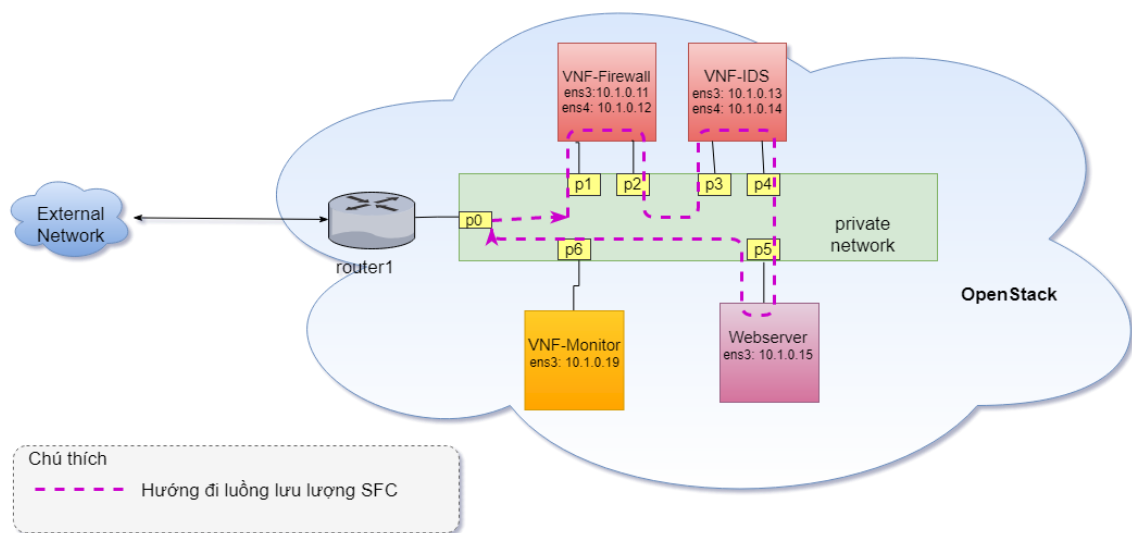 VNF-Firewall
ens3:10.1.0.11
ens4: 10.1.0.12
VNF-IDS
ens3: 10.1.0.13
ens4: 10.1.0.14
p1
p2
p3
p4
External
Network
router1
p0
private
network
p6
p5
OpenStack
VNF-Monitor
ens3: 10.1.0.19
Webserver
ens3: 10.1.0.15
Chú thích
Hướng đi luồng lưu lượng SFC